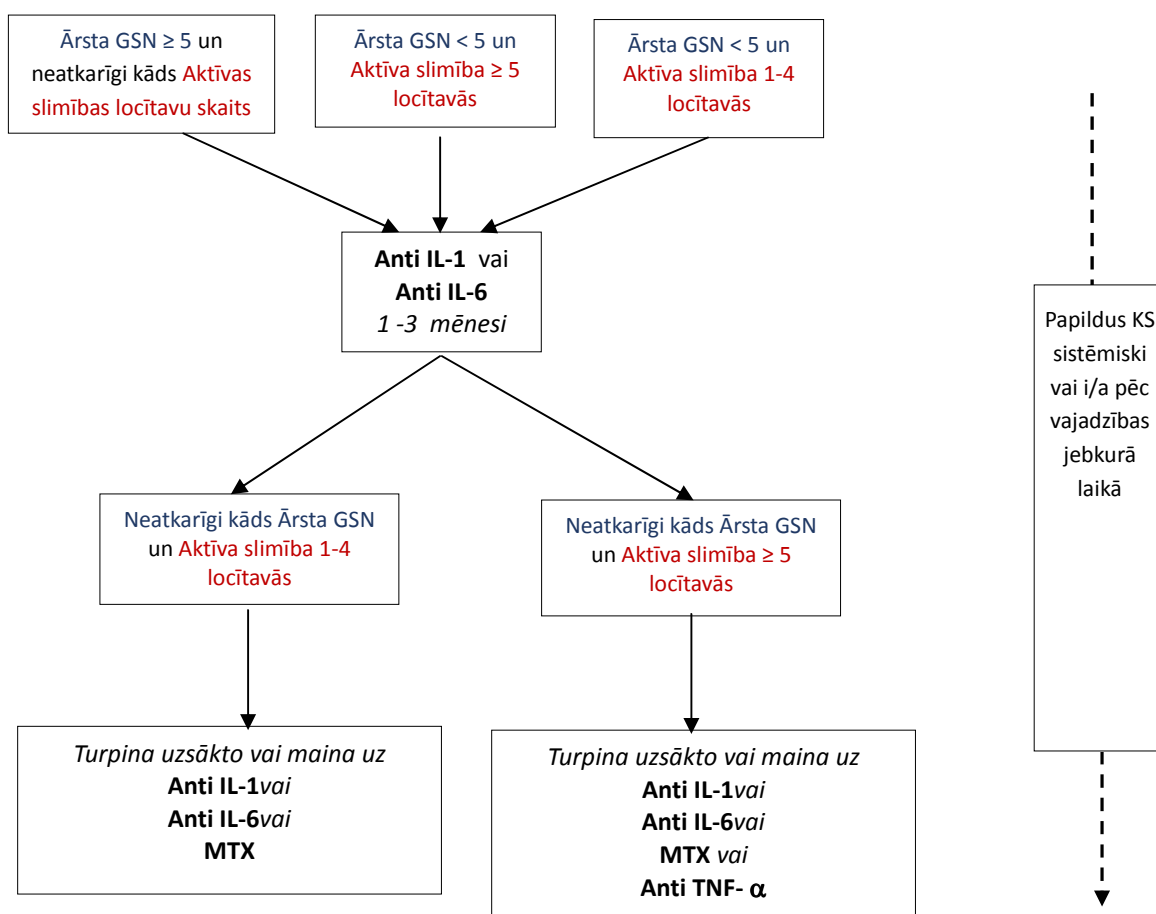 Ārsta GSN ≥ 5 un
neatkarīgi kāds Aktīvas
slimības locītavu skaits
Ārsta GSN < 5 un
Aktīva slimība ≥ 5
locītavās
Ārsta GSN < 5 un
Aktīva slimība 1-4
locītavās
Anti IL-1 vai
Anti IL-6
1 -3 mēnesi
Papildus KS
sistēmiski
vai i/a pēc
vajadzības
jebkurā
laikā
Neatkarīgi kāds Ārsta GSN
un Aktīva slimība 1-4
locītavās
Neatkarīgi kāds Ārsta GSN
un Aktīva slimība ≥ 5
locītavās
Turpina uzsākto vai maina uz
Anti IL-1vai
Anti IL-6vai
MTX
Turpina uzsākto vai maina uz
Anti IL-1vai
Anti IL-6vai
MTX vai
Anti TNF- α